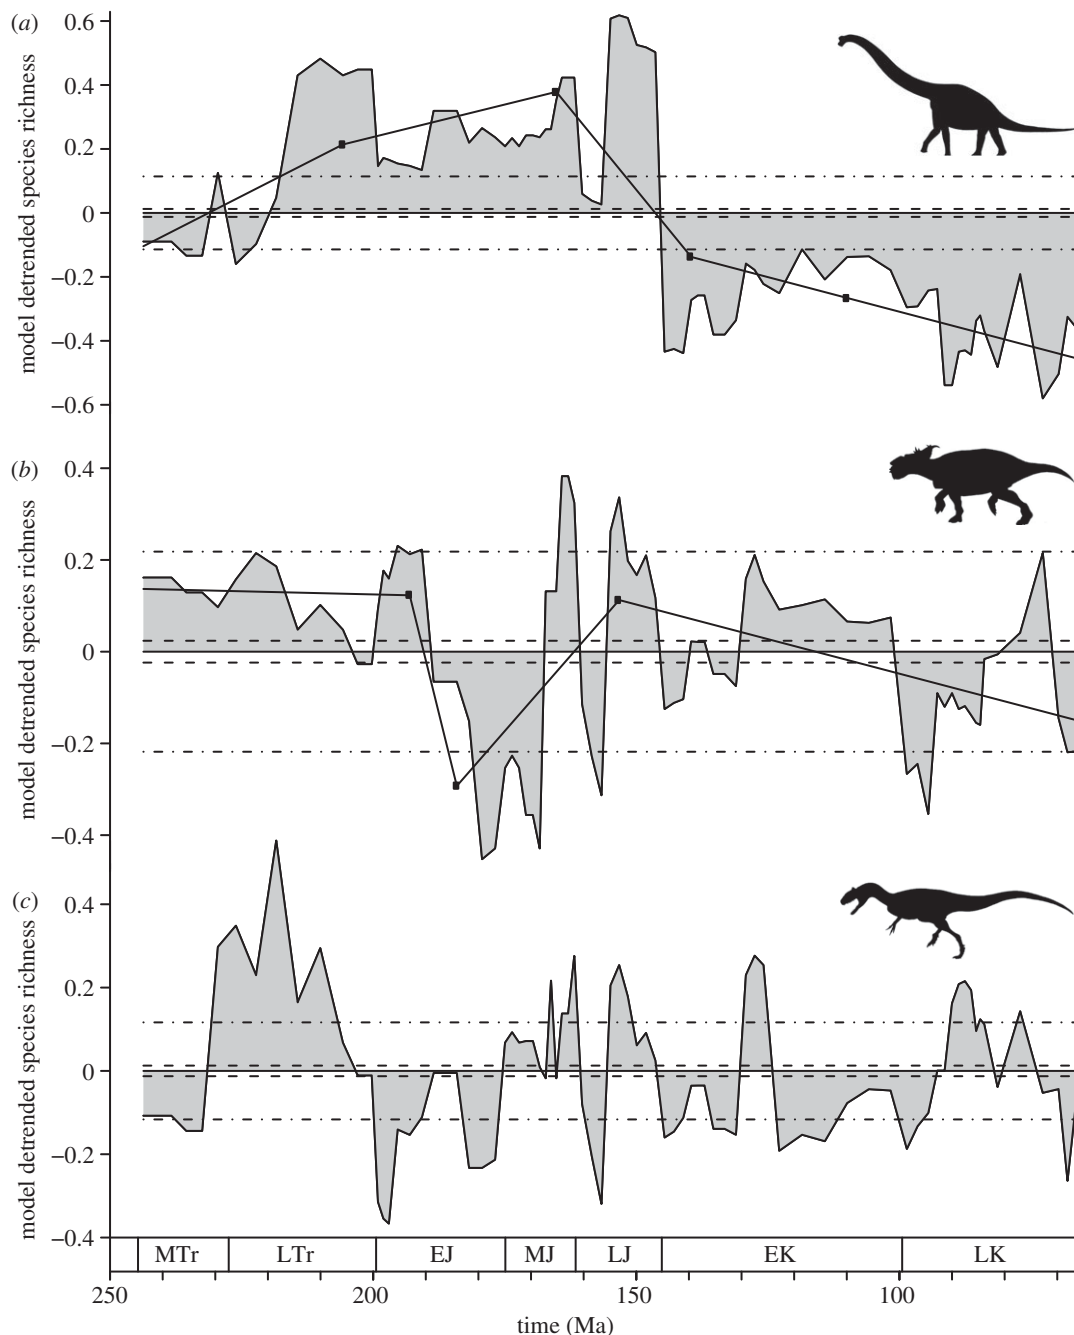 (a)
model detrended species richness
0.6
0.4
0.2
0
–0.2
–0.4
–0.6
(b)
model detrended species richness
0.4
0.2
0
–0.2
–0.4
(c)
model detrended species richness
0.4
0.2
0
–0.2
–0.4
MTr LTr EJ MJ LJ EK LK
250 200 150 100
time (Ma)